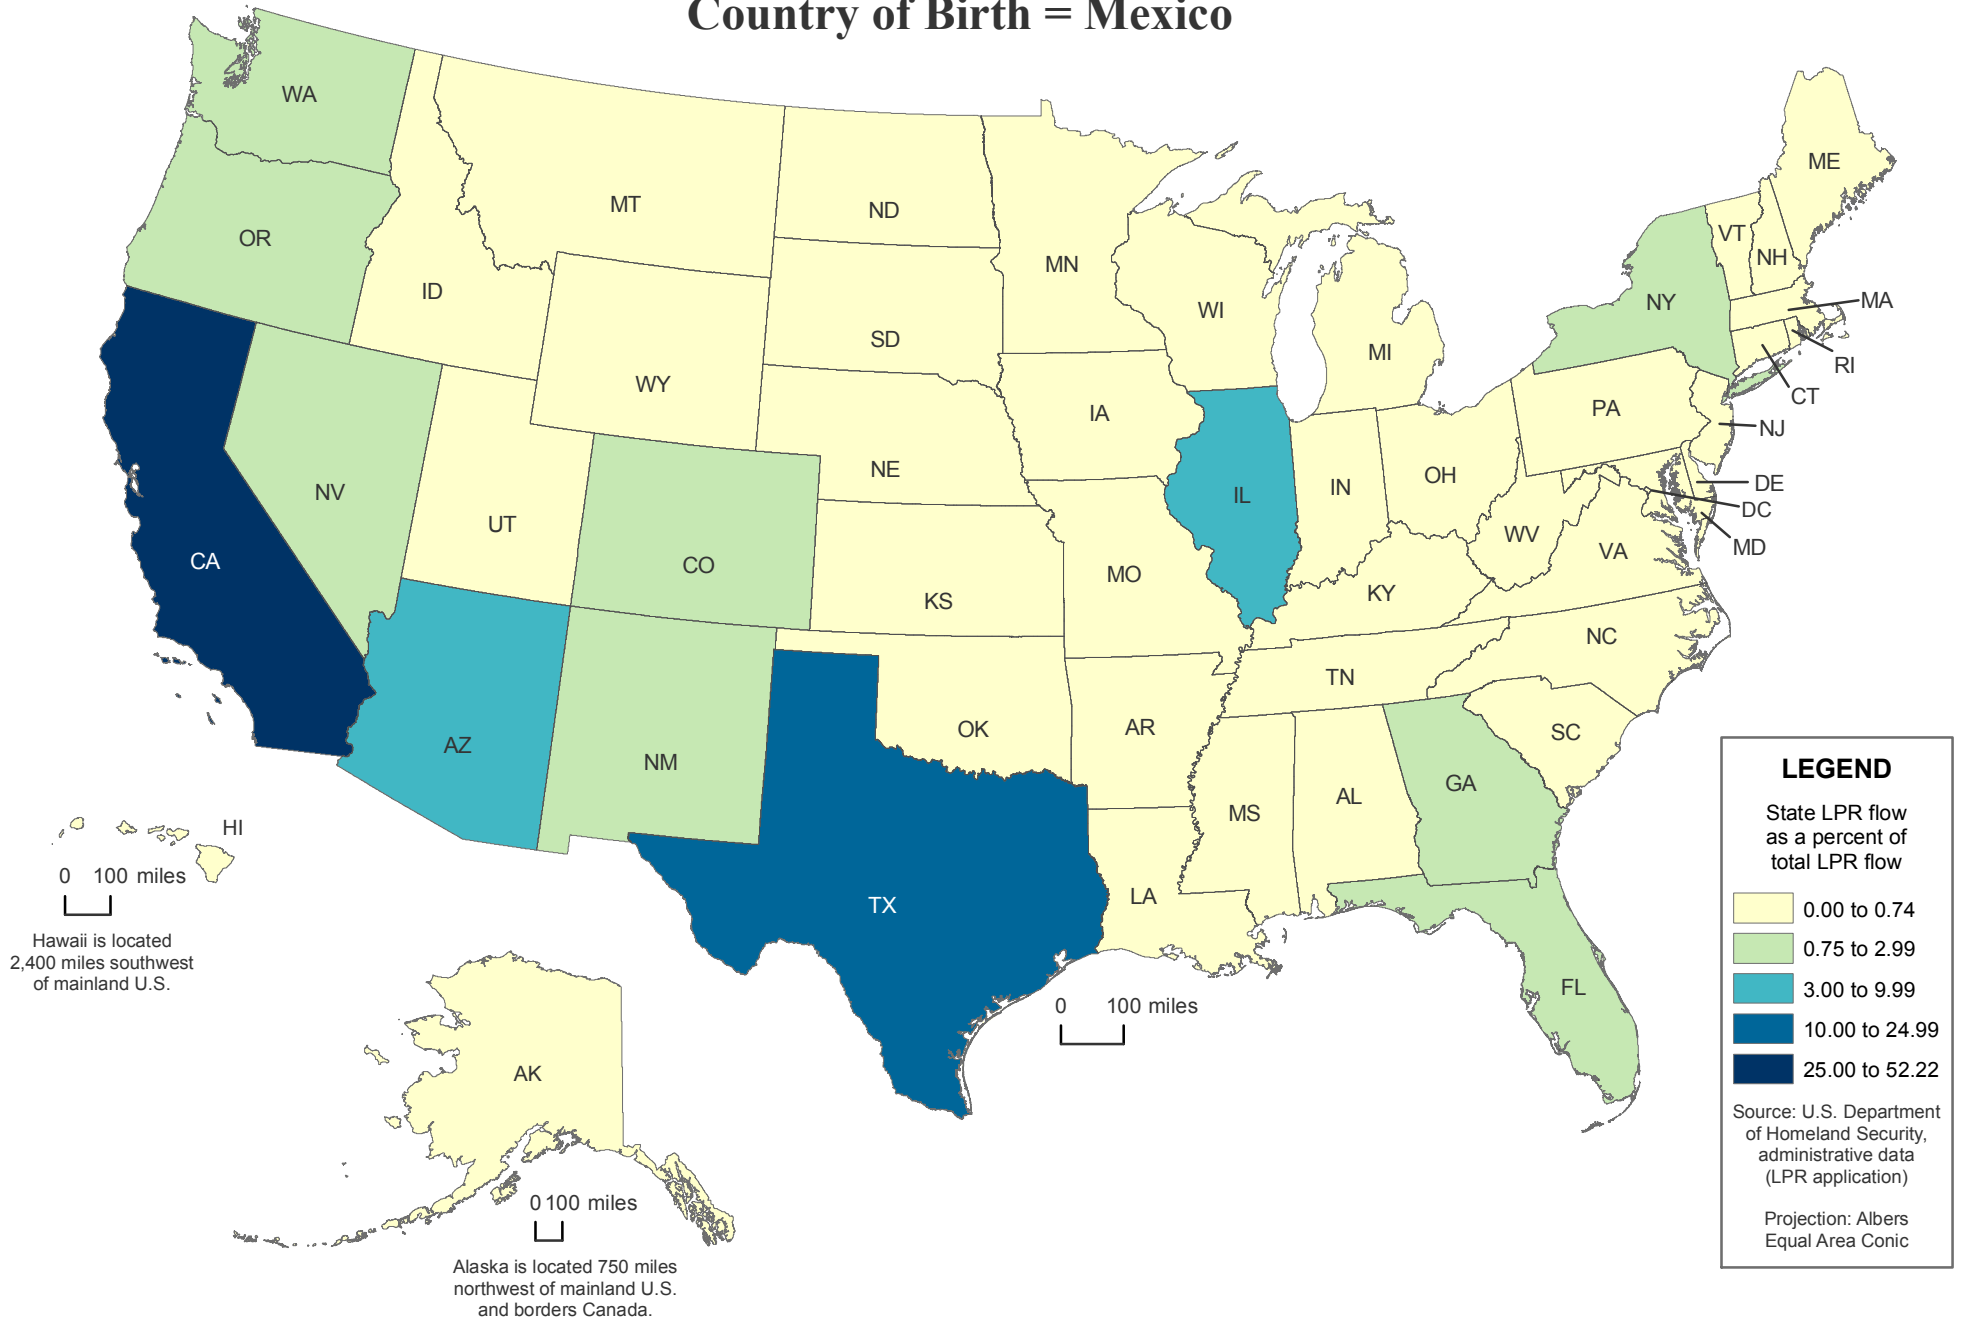 Country of Birth = Mexico
WA
OR
CA
NV
ID
MT
WY
UT
AZ
CO
NM
ND
SD
NE
KS
OK
TX
MN
IA
MO
AR
LA
WI
IL
MI
IN
OH
KY
TN
MS
AL
GA
FL
SC
NC
VA
WV
PA
NY
VT
NH
ME
MA
RI
CT
NJ
DE
DC
MD
HI
0 100 miles
Hawaii is located
2,400 miles southwest
of mainland U.S.
AK
0 100 miles
Alaska is located 750 miles
northwest of mainland U.S.
and borders Canada.
0 100 miles
LEGEND
State LPR flow
as a percent of
total LPR flow
0.00 to 0.74
0.75 to 2.99
3.00 to 9.99
10.00 to 24.99
25.00 to 52.22
Source: U.S. Department
of Homeland Security,
administrative data
(LPR application)
Projection: Albers
Equal Area Conic